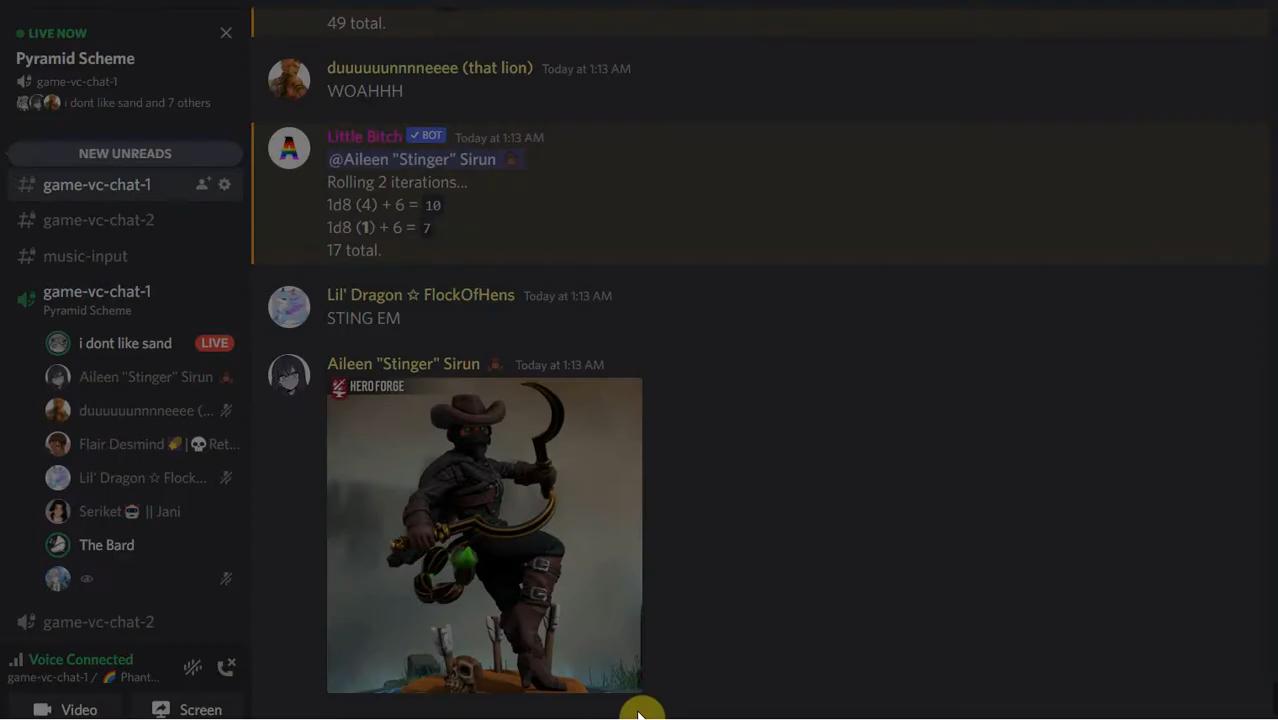 LIVE NOW
Pyramid Scheme
game-vc-chat-1
i dont like sand and 7 others
NEW UNREADS
game-vc-chat-1
game-vc-chat-2
music-input
game-vc-chat-1
Pyramid Scheme
i dont like sand LIVE
Aileen "Stinger" Sirun
duuuuuunnnneeee (...
Flair Desmind | Ret...
Lil' Dragon ☆ Flock...
Seriket || Jani
The Bard
game-vc-chat-2
Voice Connected
game-vc-chat-1 / Phant...
Video Screen
49 total.
duuuuuunnnneeee (that lion) Today at 1:13 AM
WOAHHH
Little Bitch ✓ BOT Today at 1:13 AM
@Aileen "Stinger" Sirun
Rolling 2 iterations...
1d8 (4) + 6 = 10
1d8 (1) + 6 = 7
17 total.
Lil' Dragon ☆ FlockOfHens Today at 1:13 AM
STING EM
Aileen "Stinger" Sirun Today at 1:13 AM
HERO FORGE